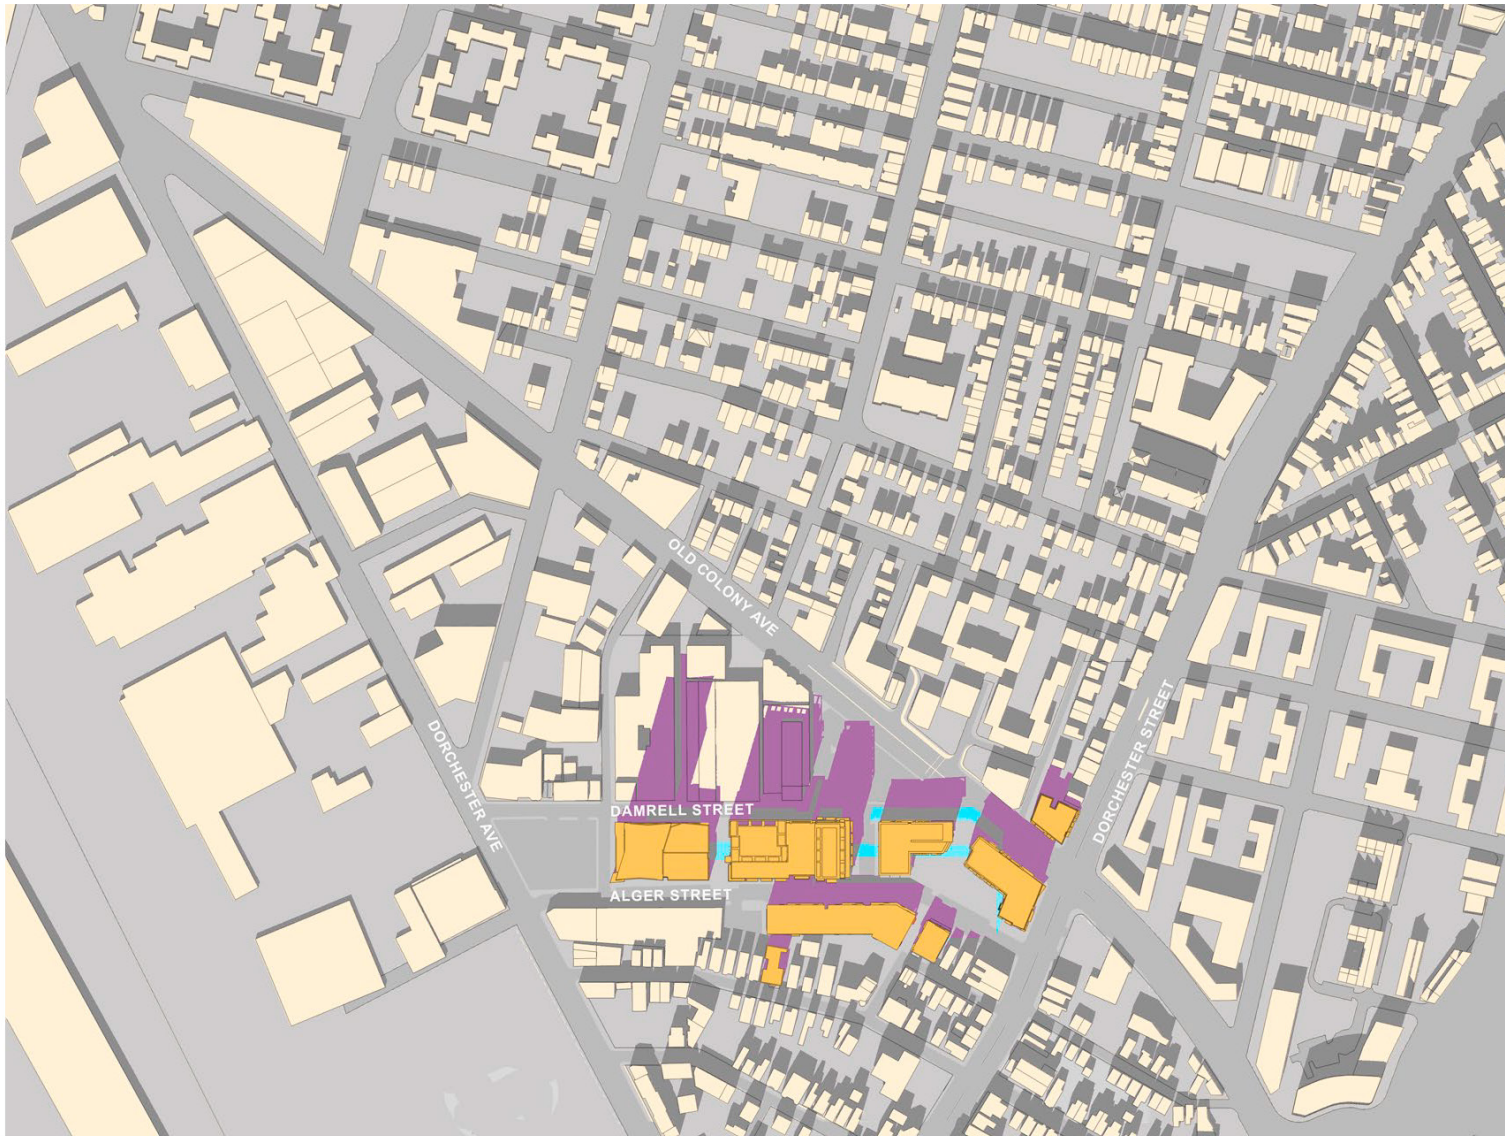 OLD COLONY AVE
DORCHESTER STREET
DORCHESTER AVE
DAMRELL STREET
ALGER STREET